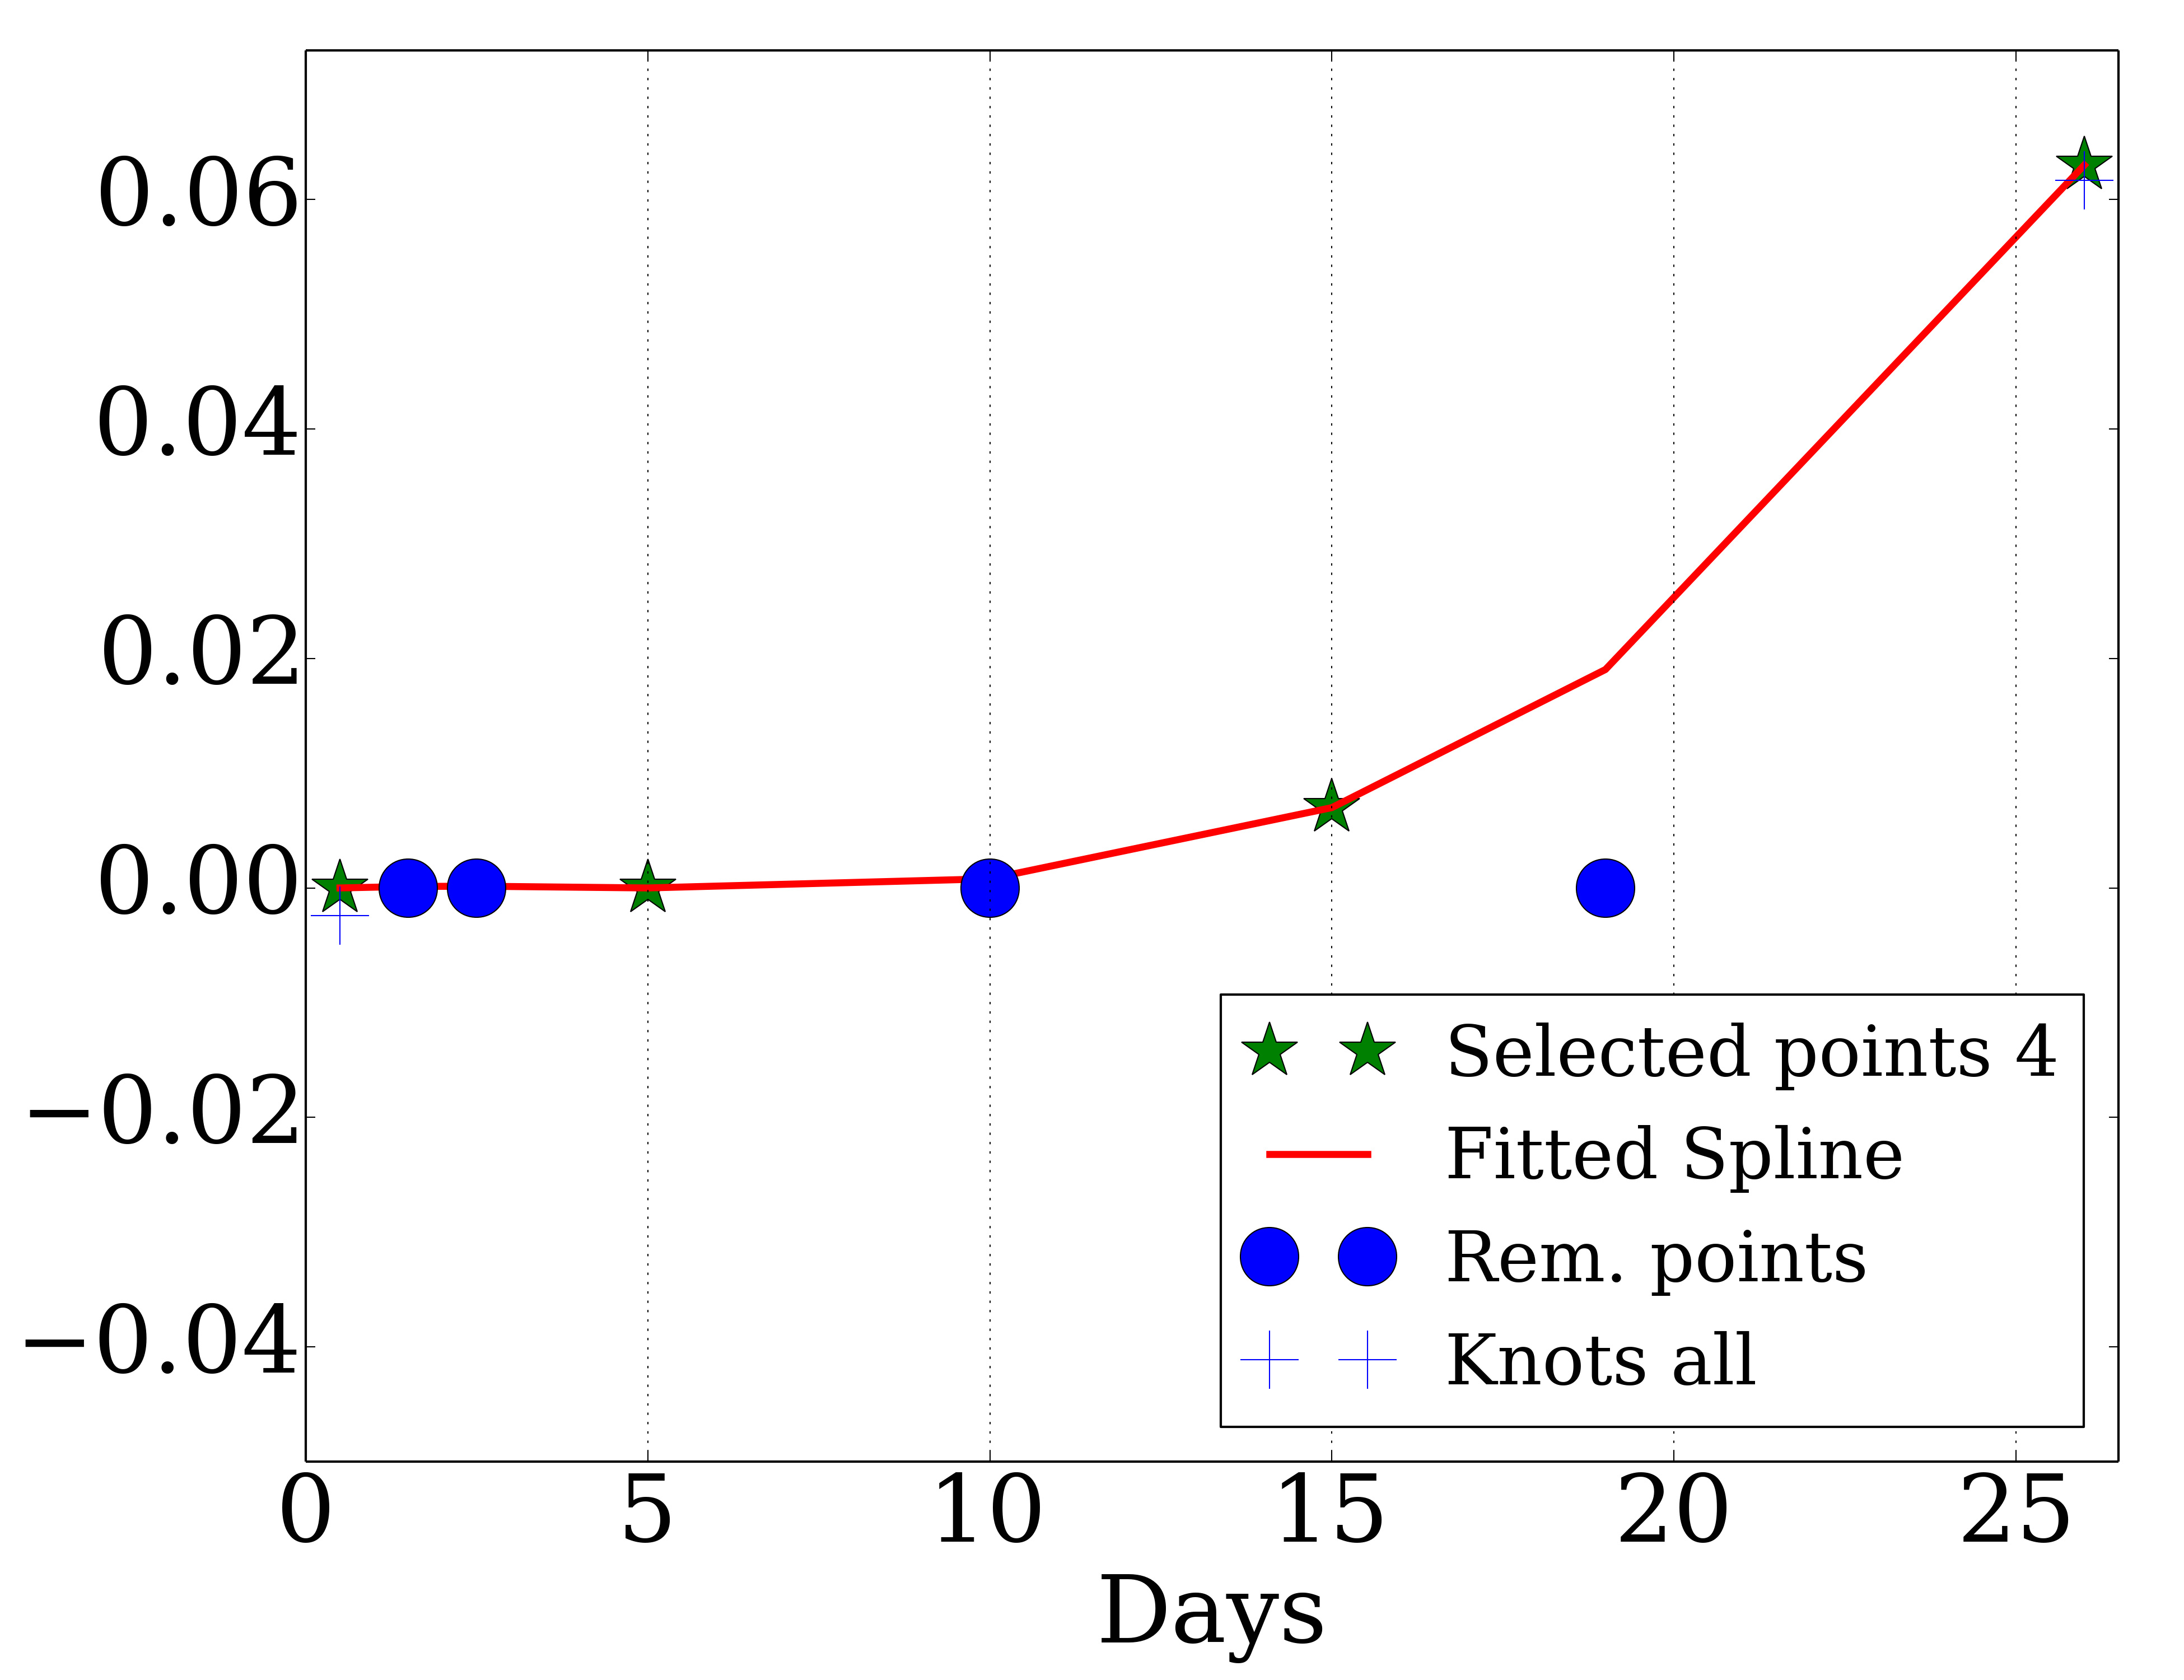 0.06
0.04
0.02
0.00
−0.02
−0.04
0 5 10 15 20 25
Days
Selected points 4
Fitted Spline
Rem. points
Knots all